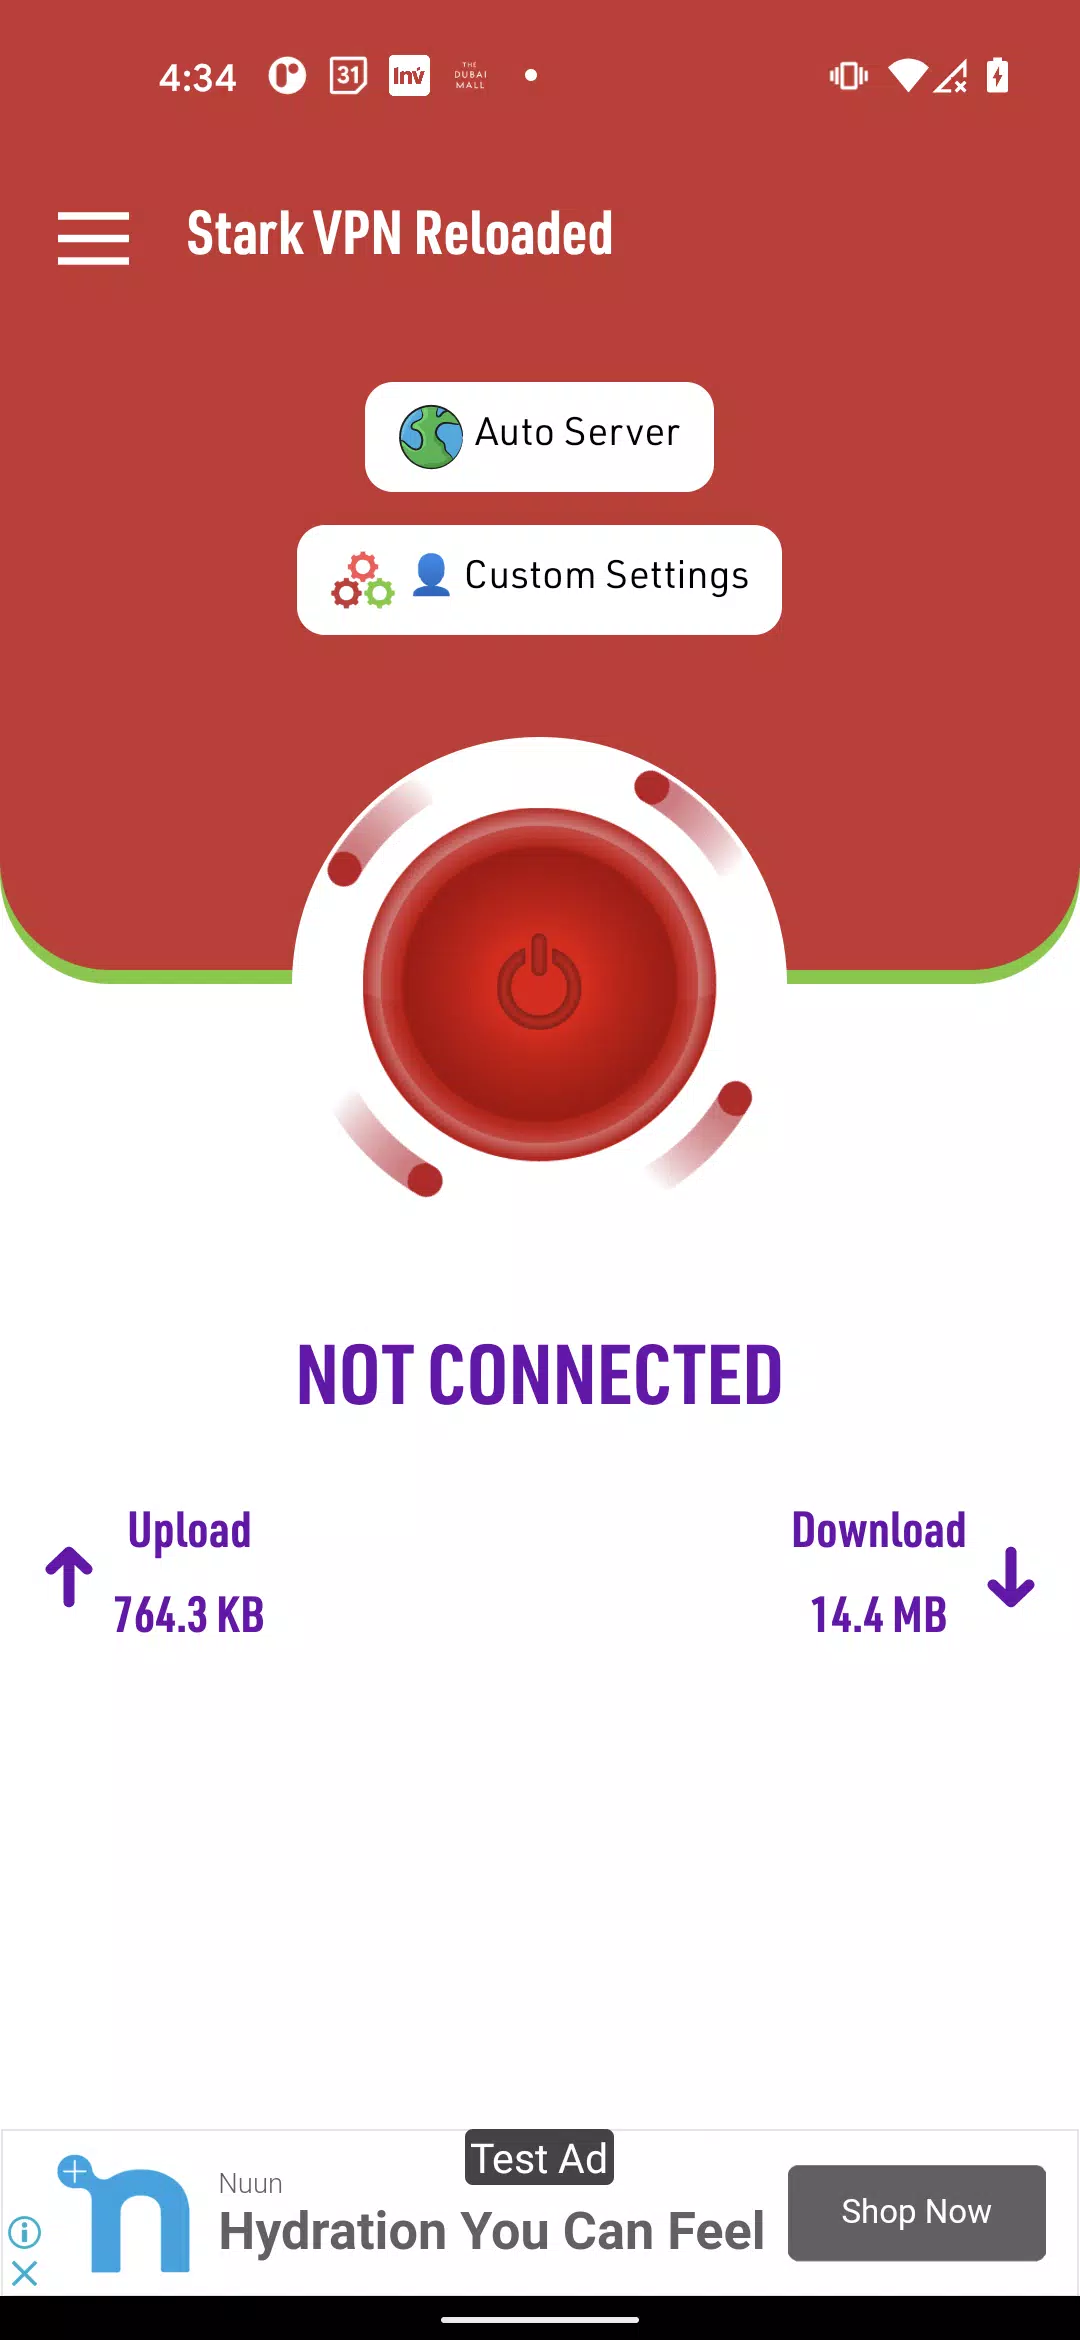 4:34
31
Inv
THE
DUBAI
MALL
Stark VPN Reloaded
Auto Server
Custom Settings
NOT CONNECTED
Upload
764.3 KB
Download
14.4 MB
Test Ad
Nuun
Hydration You Can Feel
Shop Now